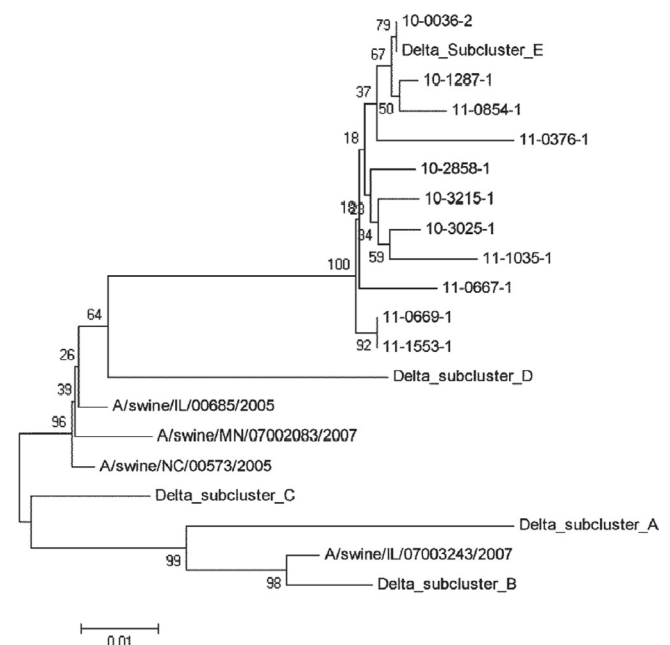 79 10-0036-2
Delta_Subcluster_E
67
10-1287-1
37
50 11-0854-1
18 11-0376-1
10-2858-1
10-3215-1
18
34 10-3025-1
59 11-1035-1
100
11-0667-1
64 11-0669-1
92 11-1553-1
26
Delta_subcluster_D
39
A/swine/IL/00685/2005
96
A/swine/MN/07002083/2007
A/swine/NC/00573/2005
Delta_subcluster_C
Delta_subcluster_A
99 A/swine/IL/07003243/2007
98 Delta_subcluster_B
0.01